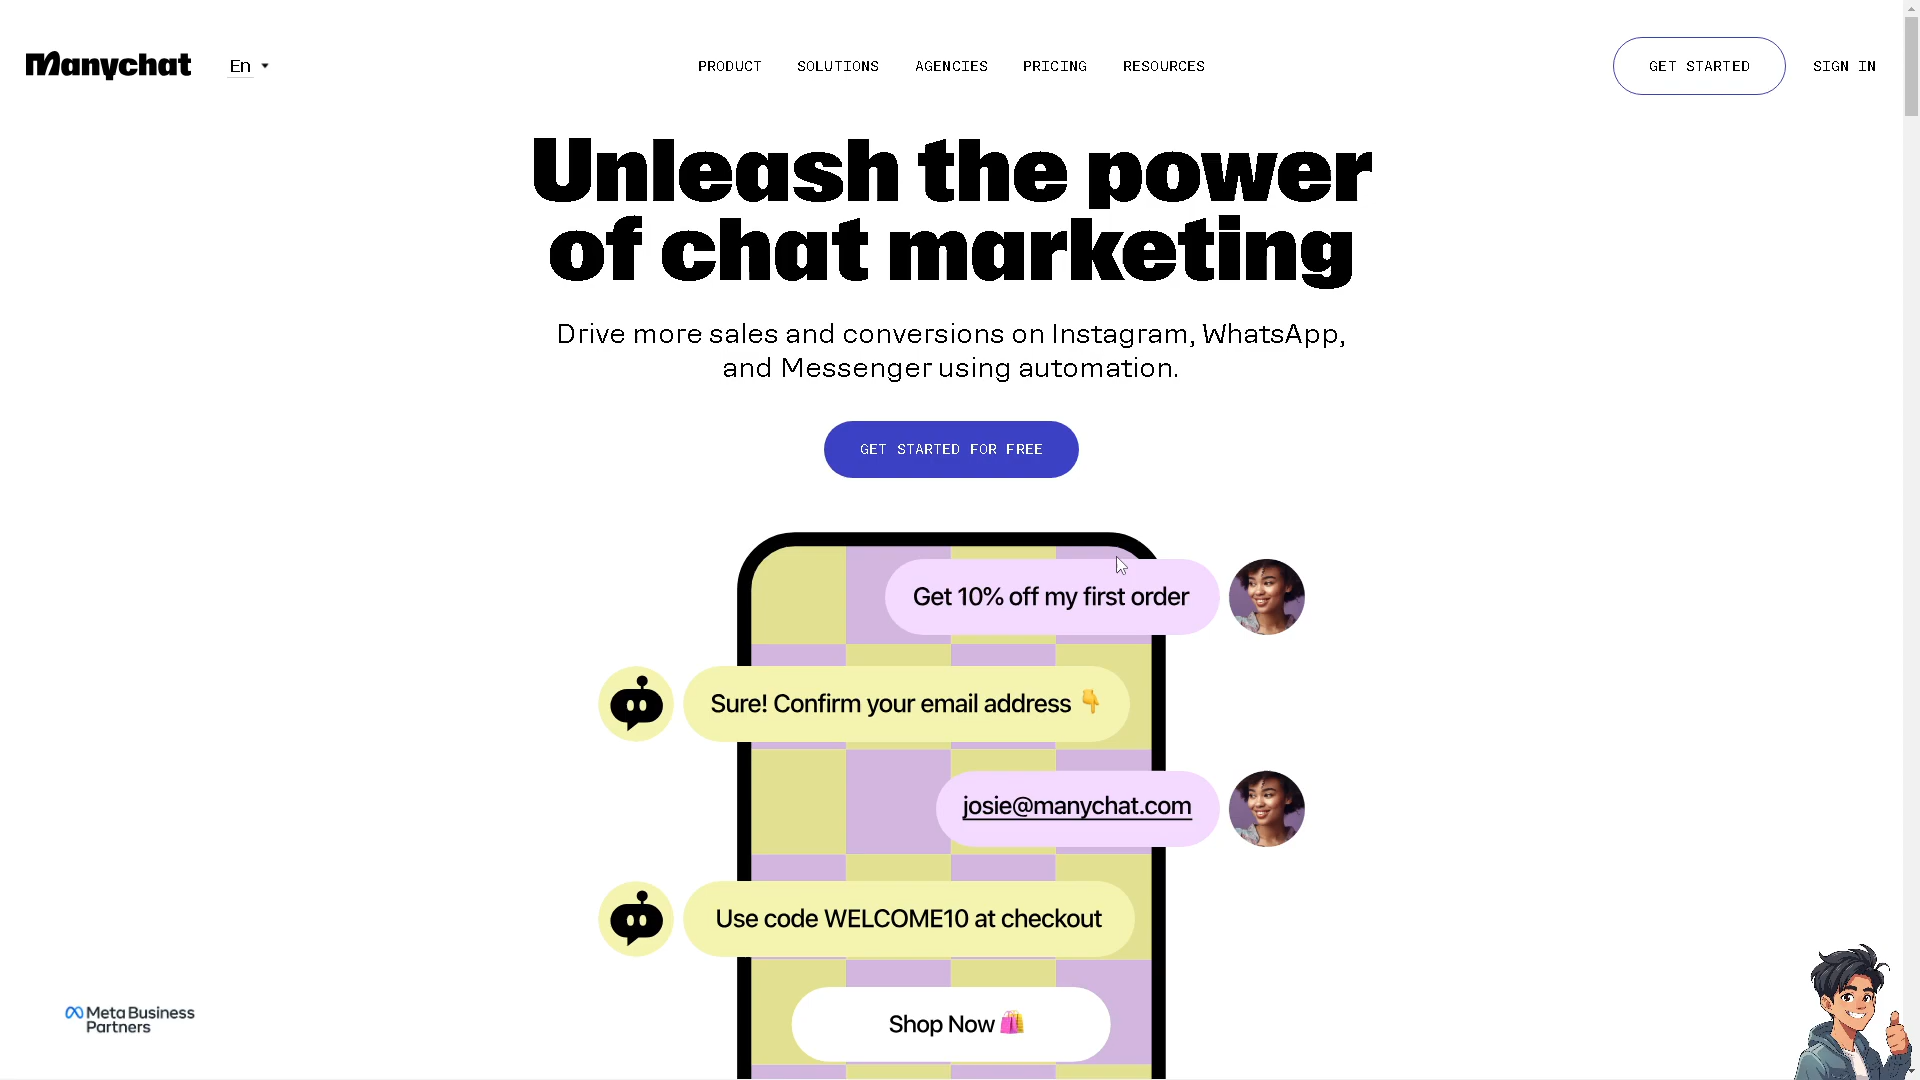 Manychat
En
PRODUCT SOLUTIONS AGENCIES PRICING RESOURCES
GET STARTED
SIGN IN
Unleash the power
of chat marketing
Drive more sales and conversions on Instagram, WhatsApp,
and Messenger using automation.
GET STARTED FOR FREE
Get 10% off my first order
Sure! Confirm your email address 👇
josie@manychat.com
Use code WELCOME10 at checkout
Shop Now 🛍️
Meta Business
Partners